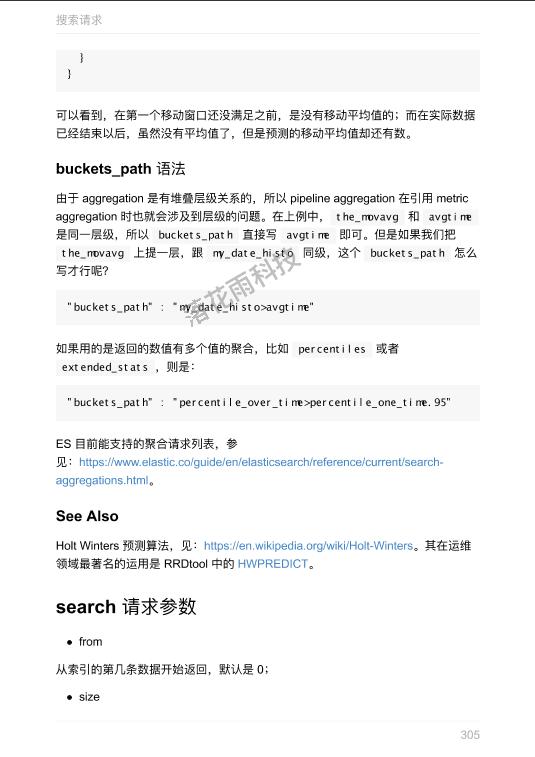 搜索请求
}
}
可以看到，在第一个移动窗口还没满足之前，是没有移动平均值的；而在实际数据
已经结束以后，虽然没有平均值了，但是预测的移动平均值却还有数。
buckets_path 语法
由于 aggregation 是有堆叠层级关系的，所以 pipeline aggregation 在引用 metric
aggregation 时也就会涉及到层级的问题。在上例中， the_movavg 和 avgtime
是同一层级，所以 buckets_path 直接写 avgtime 即可。但是如果我们把
the_movavg 上提一层，跟 my_date_histo 同级，这个 buckets_path 怎么
写才行呢？
"buckets_path" : "my_date_histo>avgtime"
落花雨科技
如果用的是返回的数值有多个值的聚合，比如 percentiles 或者
extended_stats ，则是：
"buckets_path" : "percentile_over_time>percentile_one_time.95"
ES 目前能支持的聚合请求列表，参
见：https://www.elastic.co/guide/en/elasticsearch/reference/current/search-
aggregations.html。
See Also
Holt Winters 预测算法，见：https://en.wikipedia.org/wiki/Holt-Winters。其在运维
领域最著名的运用是 RRDtool 中的 HWPREDICT。
search 请求参数
● from
从索引的第几条数据开始返回，默认是 0；
● size
305